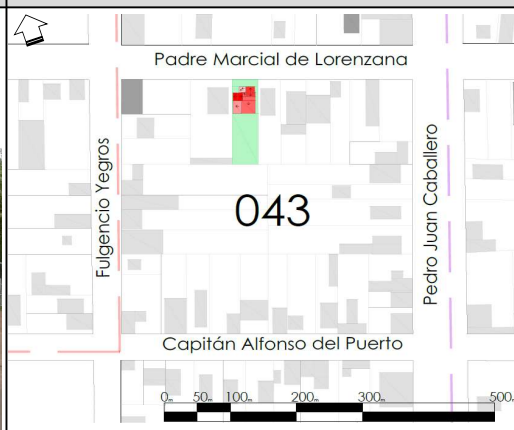 Padre Marcial de Lorenzana
Fulgencio Yegros
Pedro Juan Caballero
043
Capitán Alfonso del Puerto
0m 50m 100m 200m 300m 500